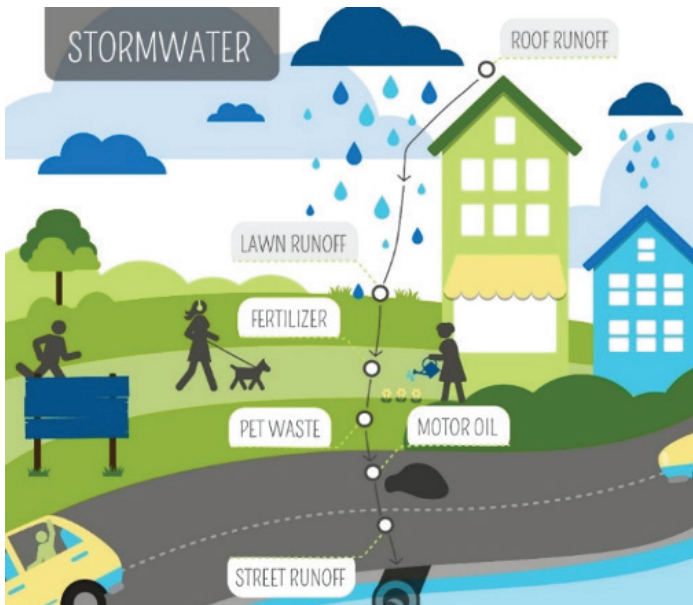 STORMWATER
ROOF RUNOFF
LAWN RUNOFF
FERTILIZER
PET WASTE
MOTOR OIL
STREET RUNOFF